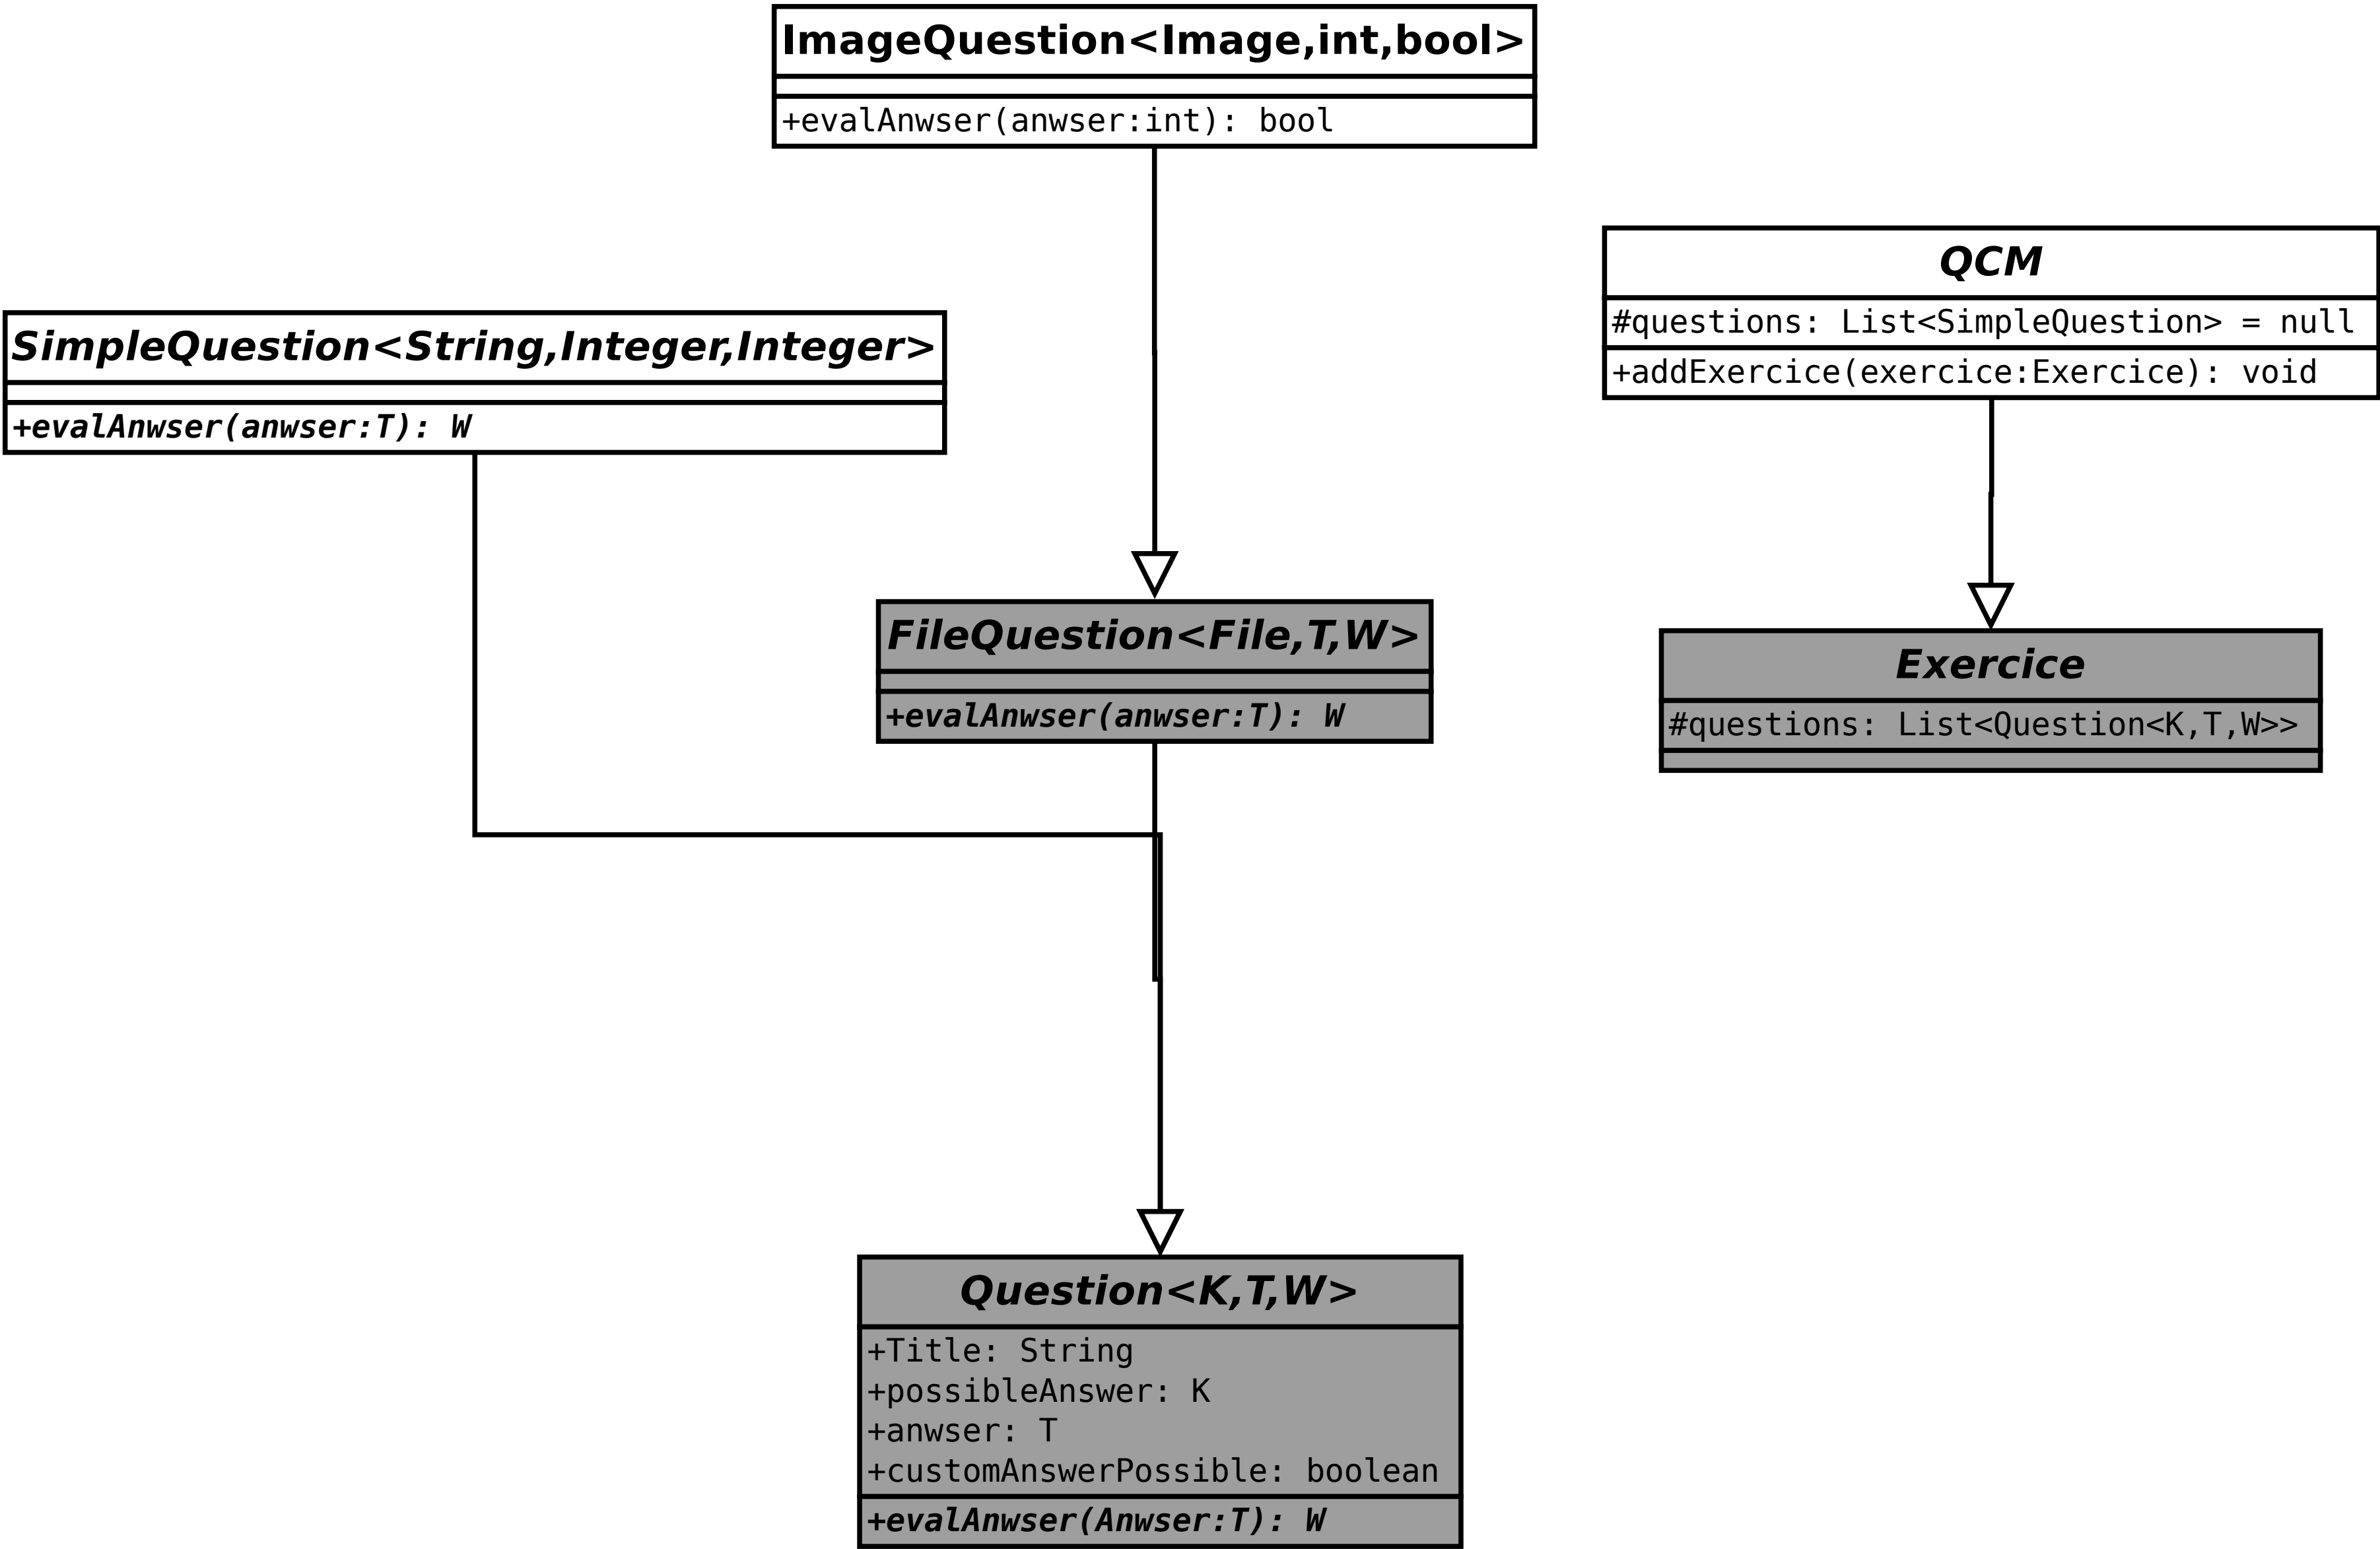 ImageQuestion<Image,int,bool>
+evalAnwser(anwser:int): bool
QCM
#questions: List<SimpleQuestion> = null
+addExercice(exercice:Exercice): void
SimpleQuestion<String,Integer,Integer>
+evalAnwser(anwser:T): W
FileQuestion<File,T,W>
+evalAnwser(anwser:T): W
Exercice
#questions: List<Question<K,T,W>>
Question<K,T,W>
+Title: String
+possibleAnswer: K
+anwser: T
+customAnswerPossible: boolean
+evalAnwser(Anwser:T): W